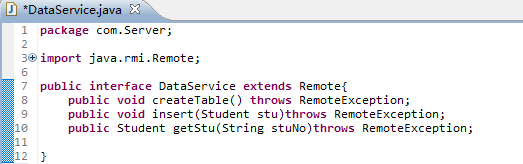 *DataService.java
1 package com.Server;
2
3 import java.rmi.Remote;
6
7 public interface DataService extends Remote{
8 public void createTable() throws RemoteException;
9 public void insert(Student stu)throws RemoteException;
10 public Student getStu(String stuNo)throws RemoteException;
11
12 }